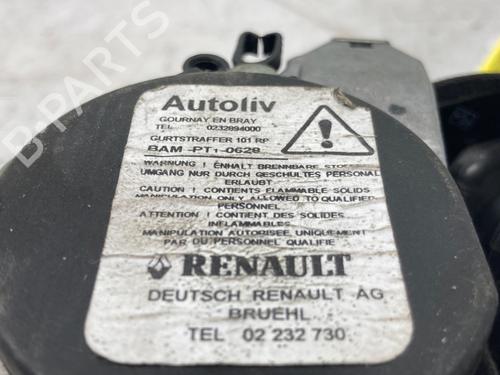 Autoliv
GOURNAY EN BRAY
TEL 0232894000
GURTSTRAFFER 101 RP
BAM-PT1-0628
WARNUNG ! ENHALT BRENNBARE STOFFE
UMGANG NUR DURCH GESCHULTES PERSONAL
ERLAUBT
CAUTION ! CONTENTS FLAMMABLE SOLIDS
MANIPULATION ONLY ALLOWED TO QUALIFIED
PERSONNEL
ATTENTION ! CONTIENT DES SOLIDES
INFLAMMABLES
MANIPULATION AUTORISEE UNIQUEMENT
PAR DU PERSONNEL QUALIFIE
RENAULT
DEUTSCH RENAULT AG
BRUEHL
TEL 02 232 730
B-PARTS